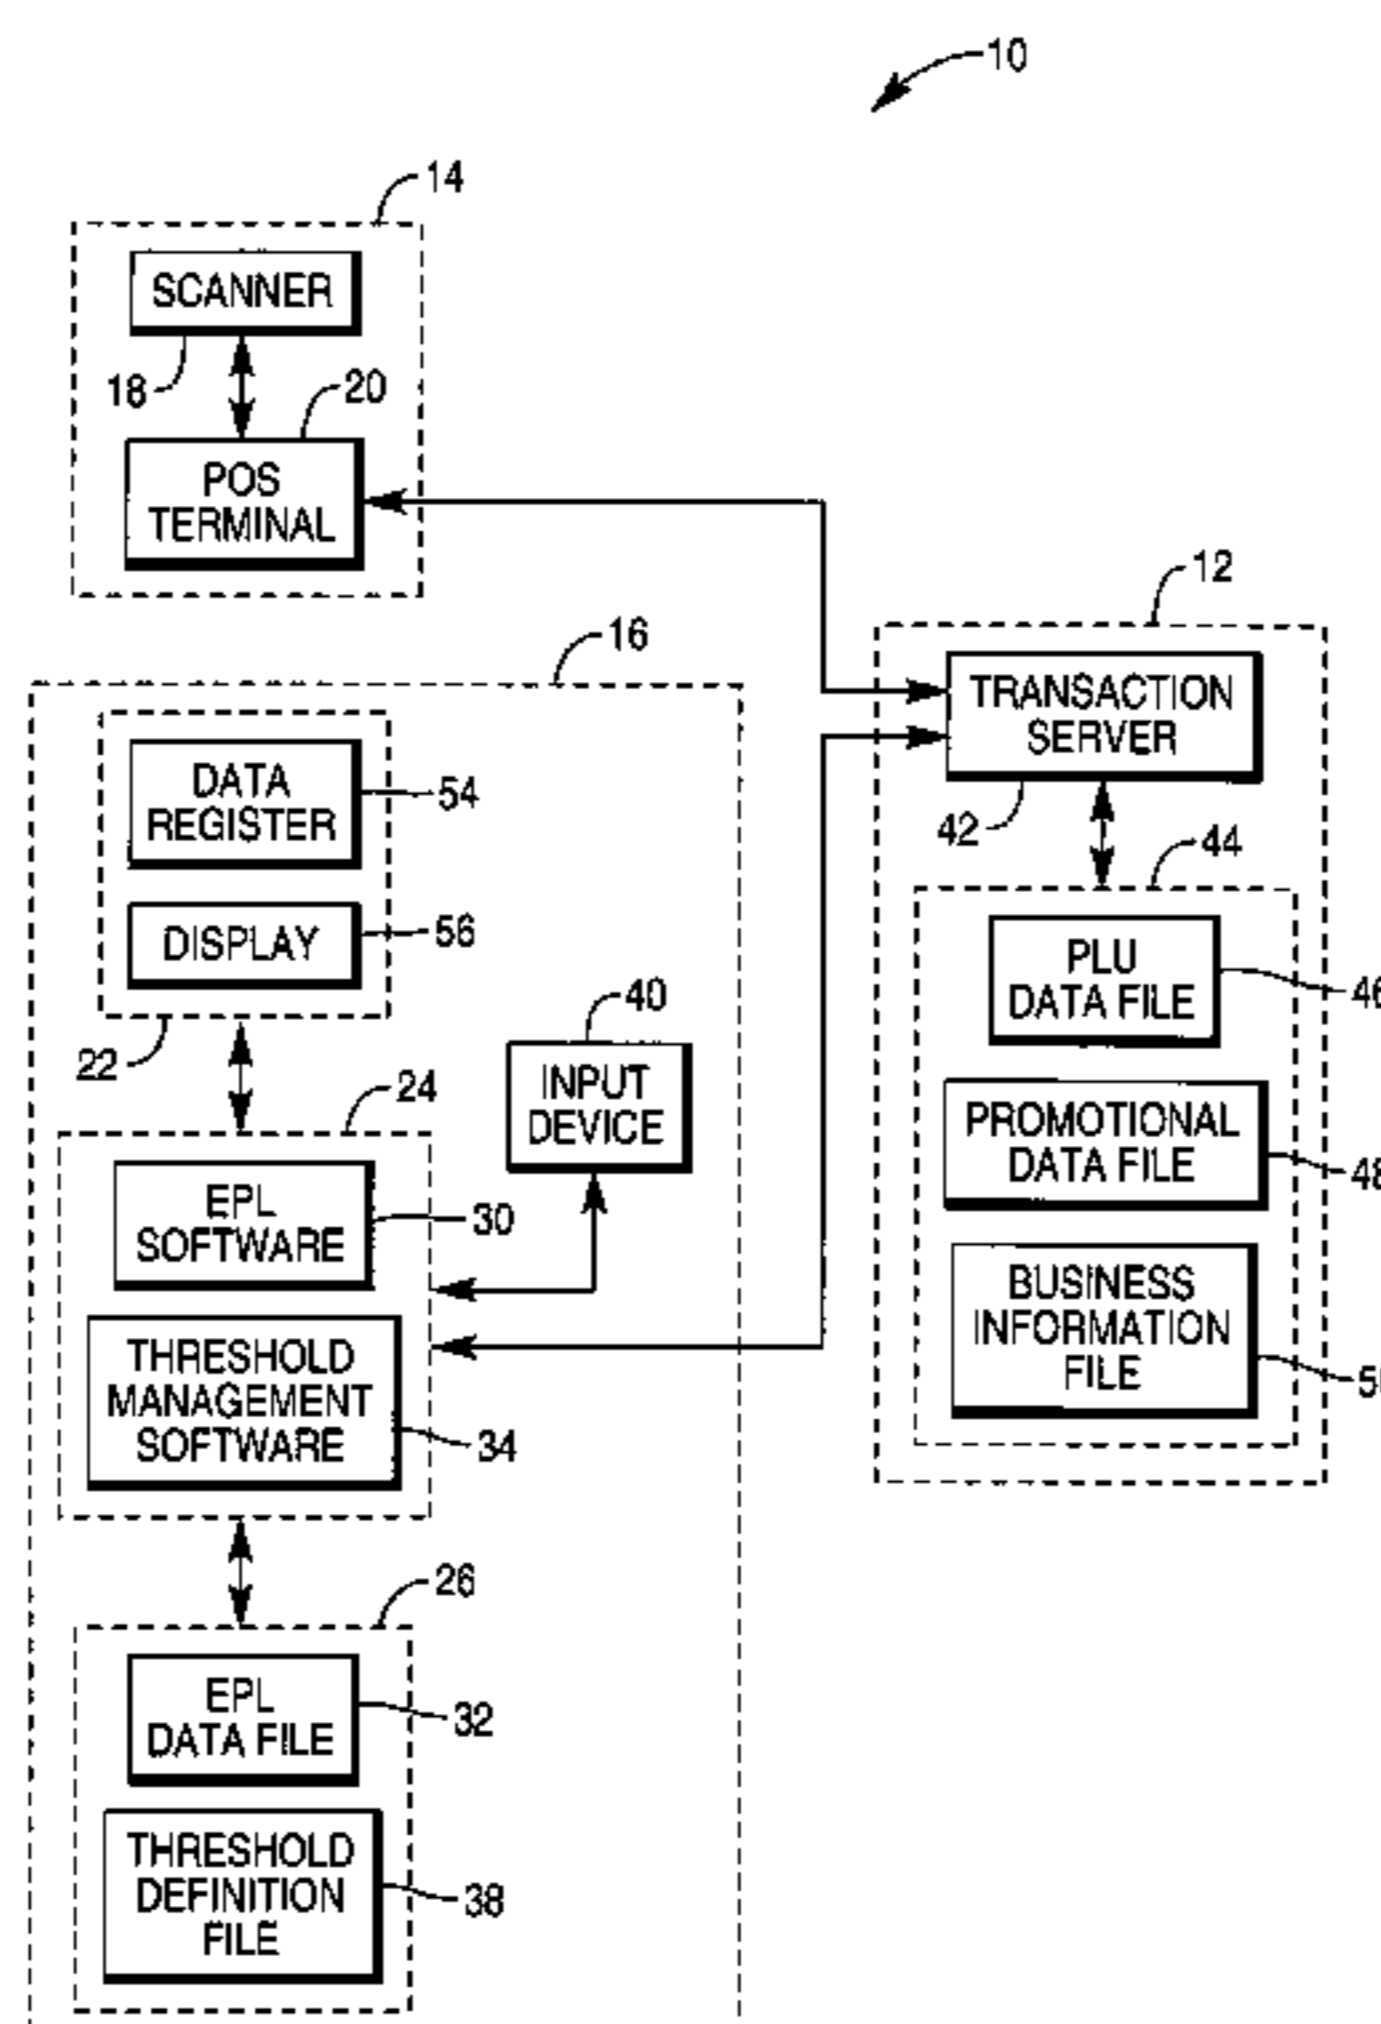 10
14
SCANNER
18
20
POS
TERMINAL
12
16
TRANSACTION
SERVER
42
DATA
REGISTER
54
DISPLAY
56
22
44
PLU
DATA FILE
46
40
INPUT
DEVICE
24
PROMOTIONAL
DATA FILE
48
EPL
SOFTWARE
30
BUSINESS
INFORMATION
FILE
THRESHOLD
MANAGEMENT
SOFTWARE
34
26
EPL
DATA FILE
32
THRESHOLD
DEFINITION
FILE
38